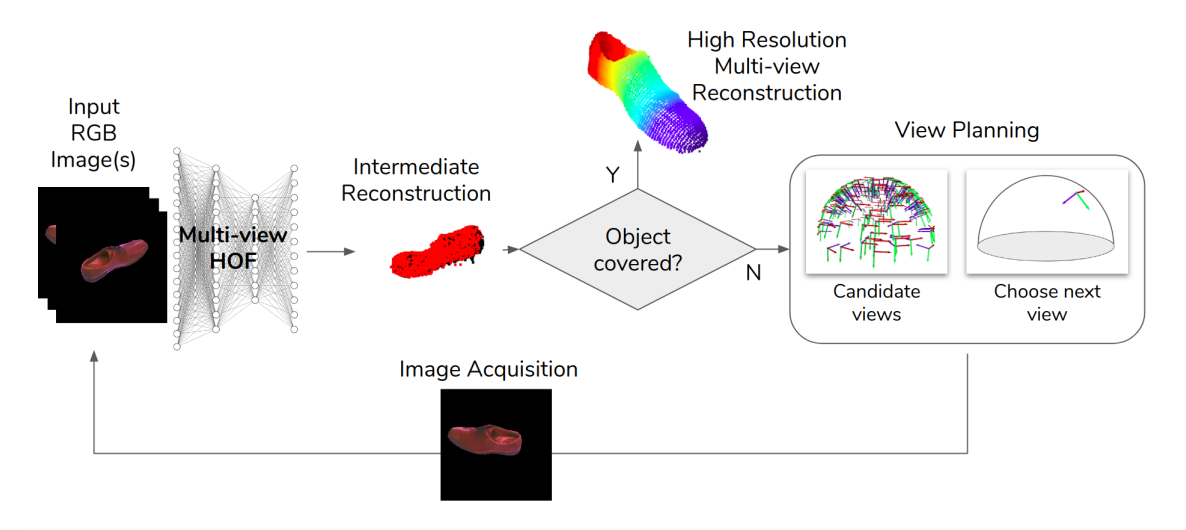 Input
RGB
Image(s)
Multi-view
HOF
Intermediate
Reconstruction
Object
covered?
Y
N
High Resolution
Multi-view
Reconstruction
View Planning
Candidate
views
Choose next
view
Image Acquisition